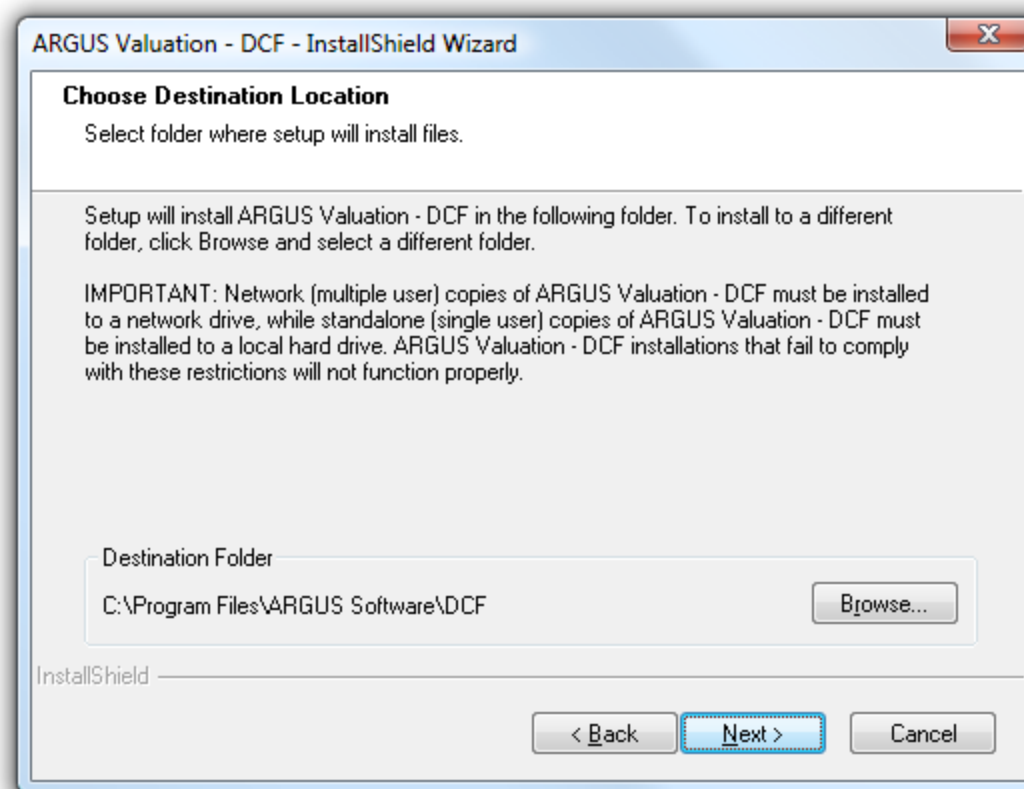 ARGUS Valuation - DCF - InstallShield Wizard
Choose Destination Location
Select folder where setup will install files.
Setup will install ARGUS Valuation - DCF in the following folder. To install to a different
folder, click Browse and select a different folder.
IMPORTANT: Network (multiple user) copies of ARGUS Valuation - DCF must be installed
to a network drive, while standalone (single user) copies of ARGUS Valuation - DCF must
be installed to a local hard drive. ARGUS Valuation - DCF installations that fail to comply
with these restrictions will not function properly.
Destination Folder
C:\Program Files\ARGUS Software\DCF
Browse...
InstallShield
< Back
Next >
Cancel